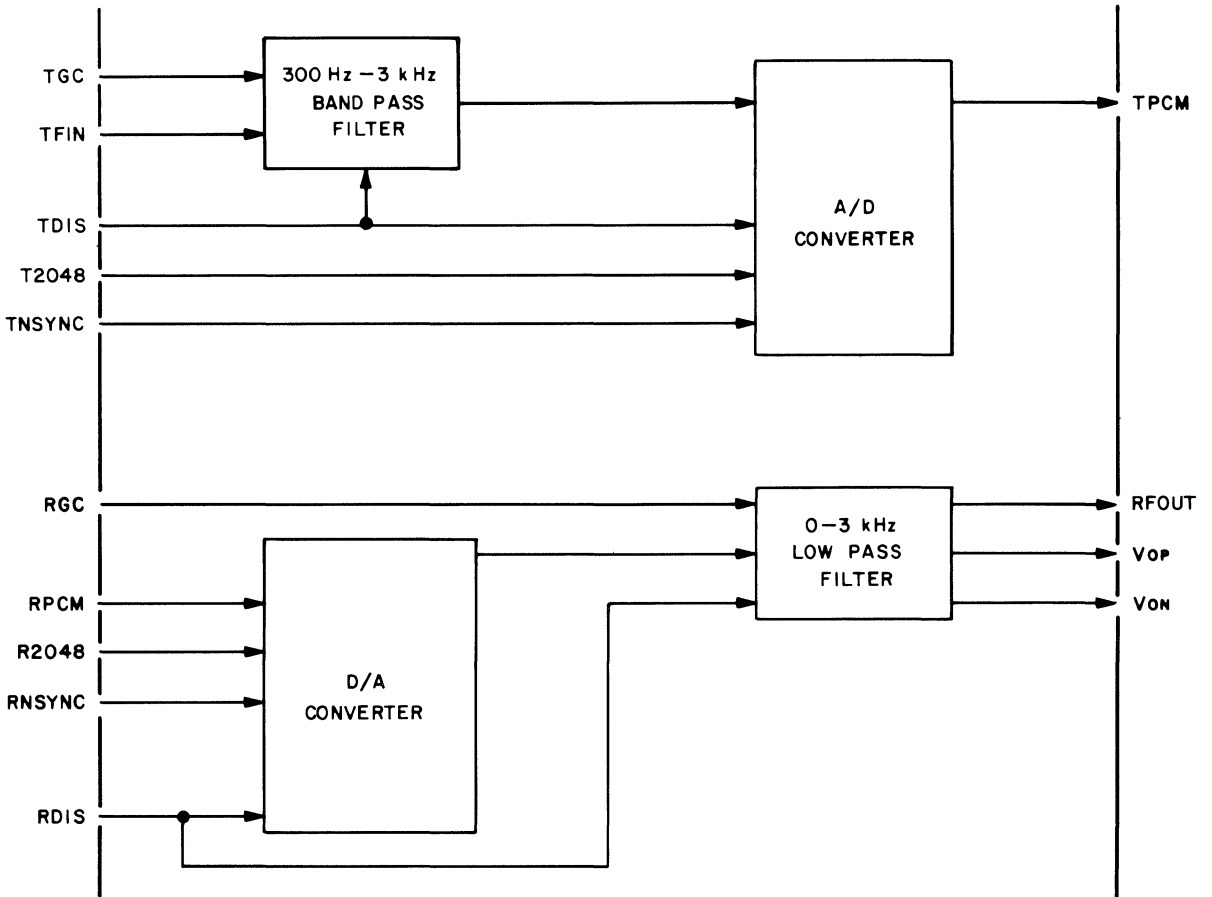 TGC
TFIN
TDIS
T2048
TNSYNC
300 Hz – 3 kHz
BAND PASS
FILTER
A/D
CONVERTER
TPCM
RGC
RPCM
R2048
RNSYNC
RDIS
D/A
CONVERTER
0–3 kHz
LOW PASS
FILTER
RFOUT
VOP
VON